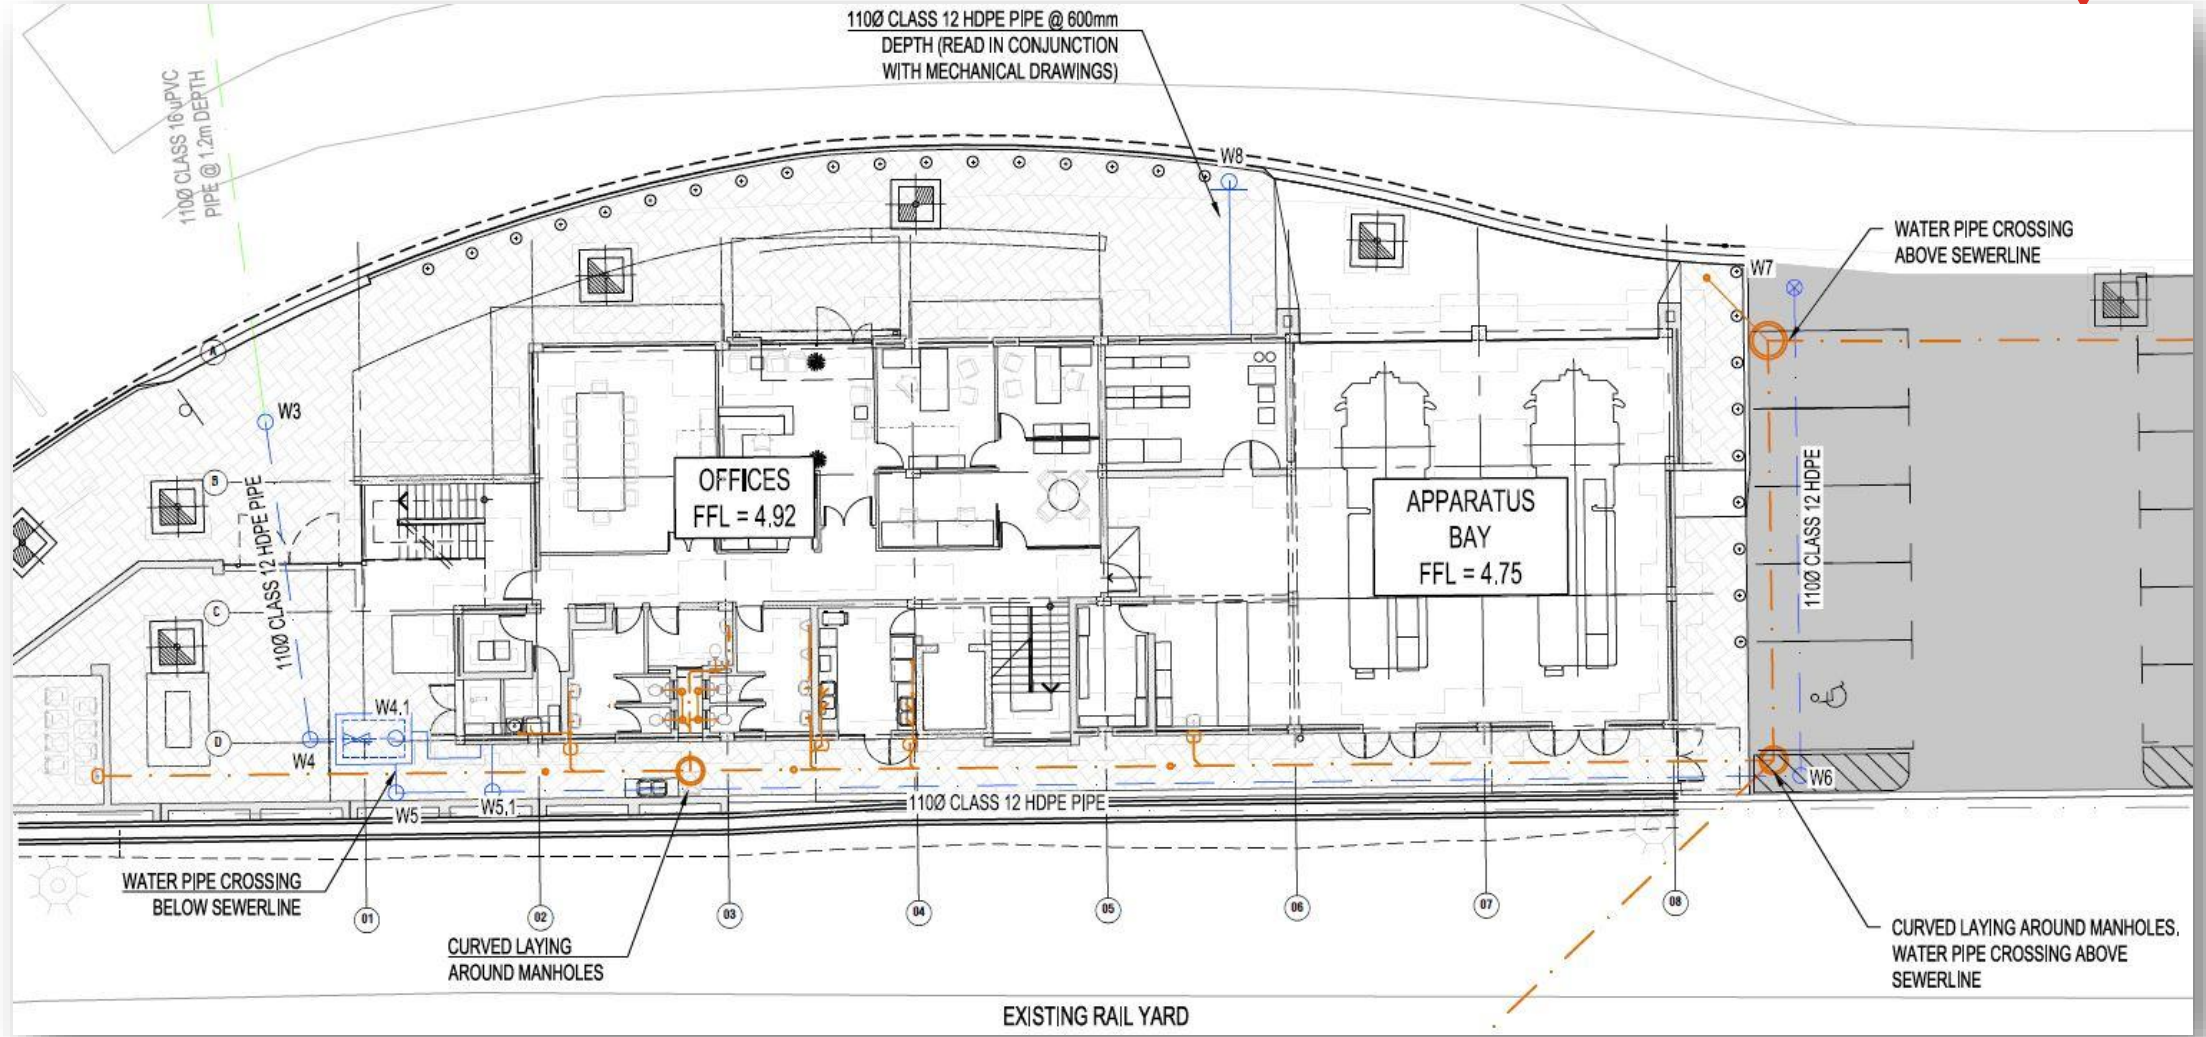 110Ø CLASS 12 HDPE PIPE @ 600mm
DEPTH (READ IN CONJUNCTION
WITH MECHANICAL DRAWINGS)
110Ø CLASS 16 uPVC
PIPE @ 1.2m DEPTH
W8
WATER PIPE CROSSING
ABOVE SEWERLINE
W7
A
W3
B
110Ø CLASS 12 HDPE PIPE
OFFICES
FFL = 4.92
APPARATUS
BAY
FFL = 4.75
110Ø CLASS 12 HDPE
C
W4.1
D
W4
W6
W5
W5.1
110Ø CLASS 12 HDPE PIPE
WATER PIPE CROSSING
BELOW SEWERLINE
01
02
03
04
05
06
07
08
CURVED LAYING
AROUND MANHOLES
CURVED LAYING AROUND MANHOLES.
WATER PIPE CROSSING ABOVE
SEWERLINE
EXISTING RAIL YARD